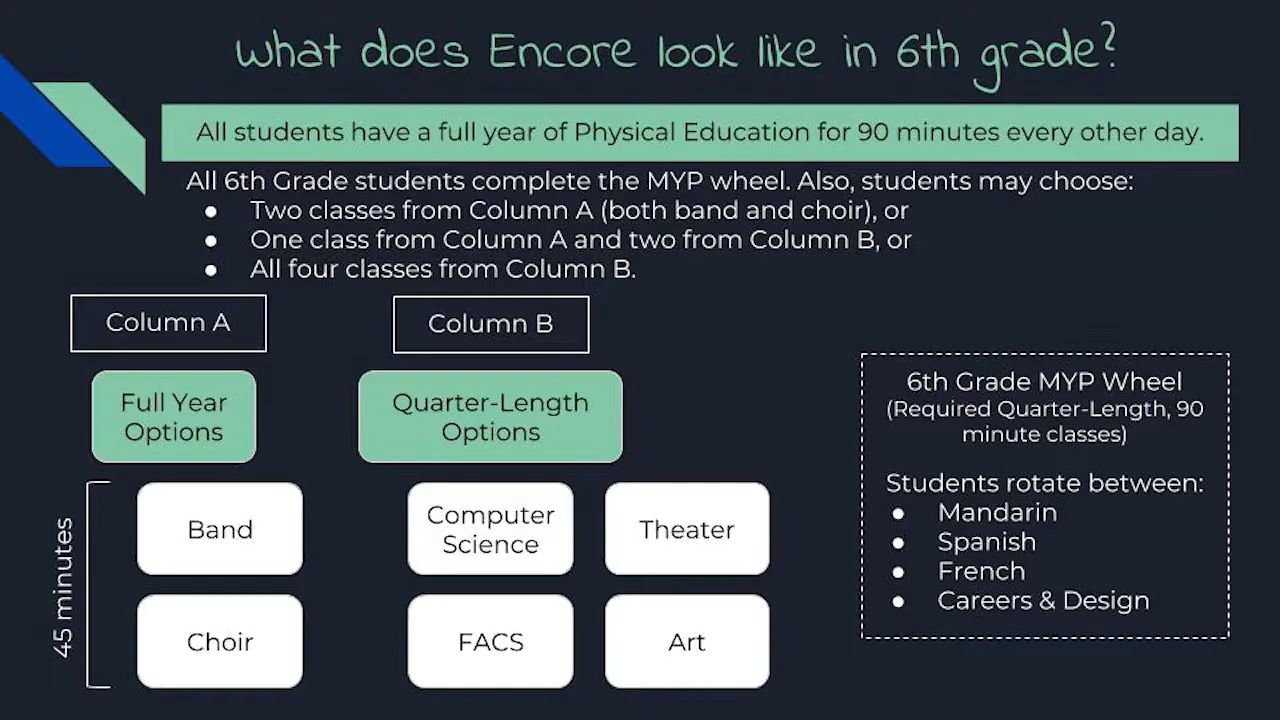 What does Encore look like in 6th grade?
All students have a full year of Physical Education for 90 minutes every other day.
All 6th Grade students complete the MYP wheel. Also, students may choose:
● Two classes from Column A (both band and choir), or
● One class from Column A and two from Column B, or
● All four classes from Column B.
Column A
Column B
Full Year
Options
Quarter-Length
Options
45 minutes
Band
Choir
Computer
Science
Theater
FACS
Art
6th Grade MYP Wheel
(Required Quarter-Length, 90
minute classes)
Students rotate between:
● Mandarin
● Spanish
● French
● Careers & Design